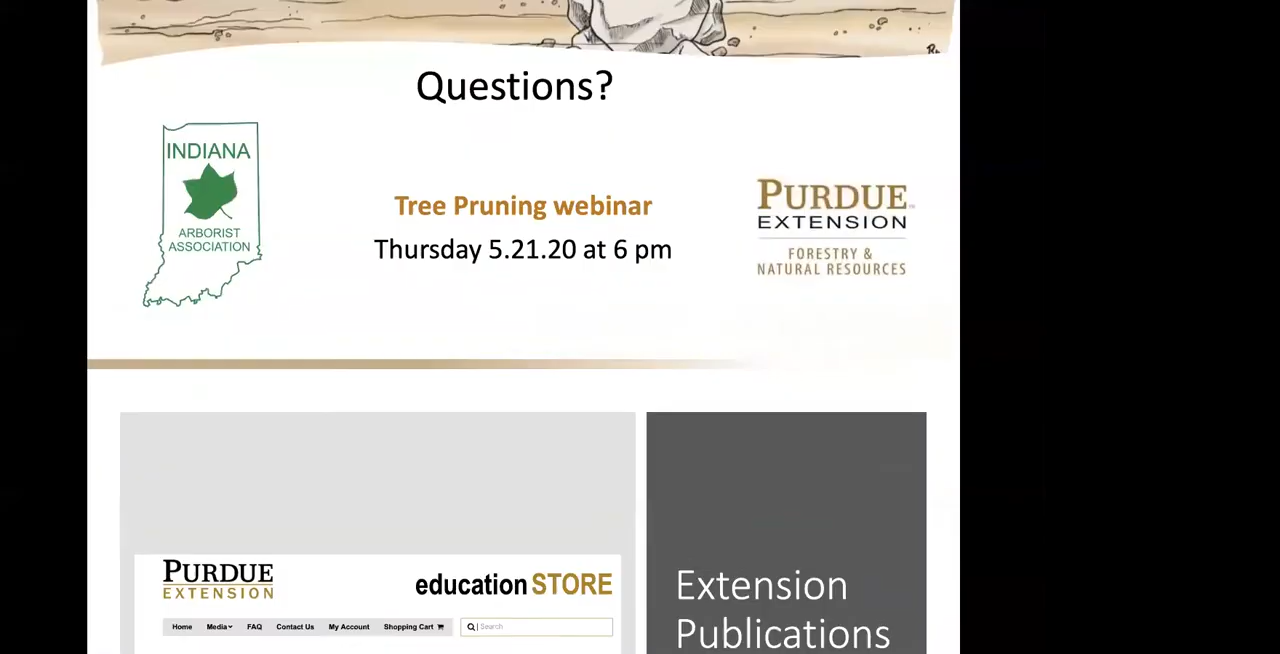 Questions?
INDIANA
ARBORIST
ASSOCIATION
Tree Pruning webinar
Thursday 5.21.20 at 6 pm
PURDUE
EXTENSION
FORESTRY &
NATURAL RESOURCES
PURDUE
EXTENSION
education STORE
Home Media FAQ Contact Us My Account Shopping Cart Search
Extension
Publications